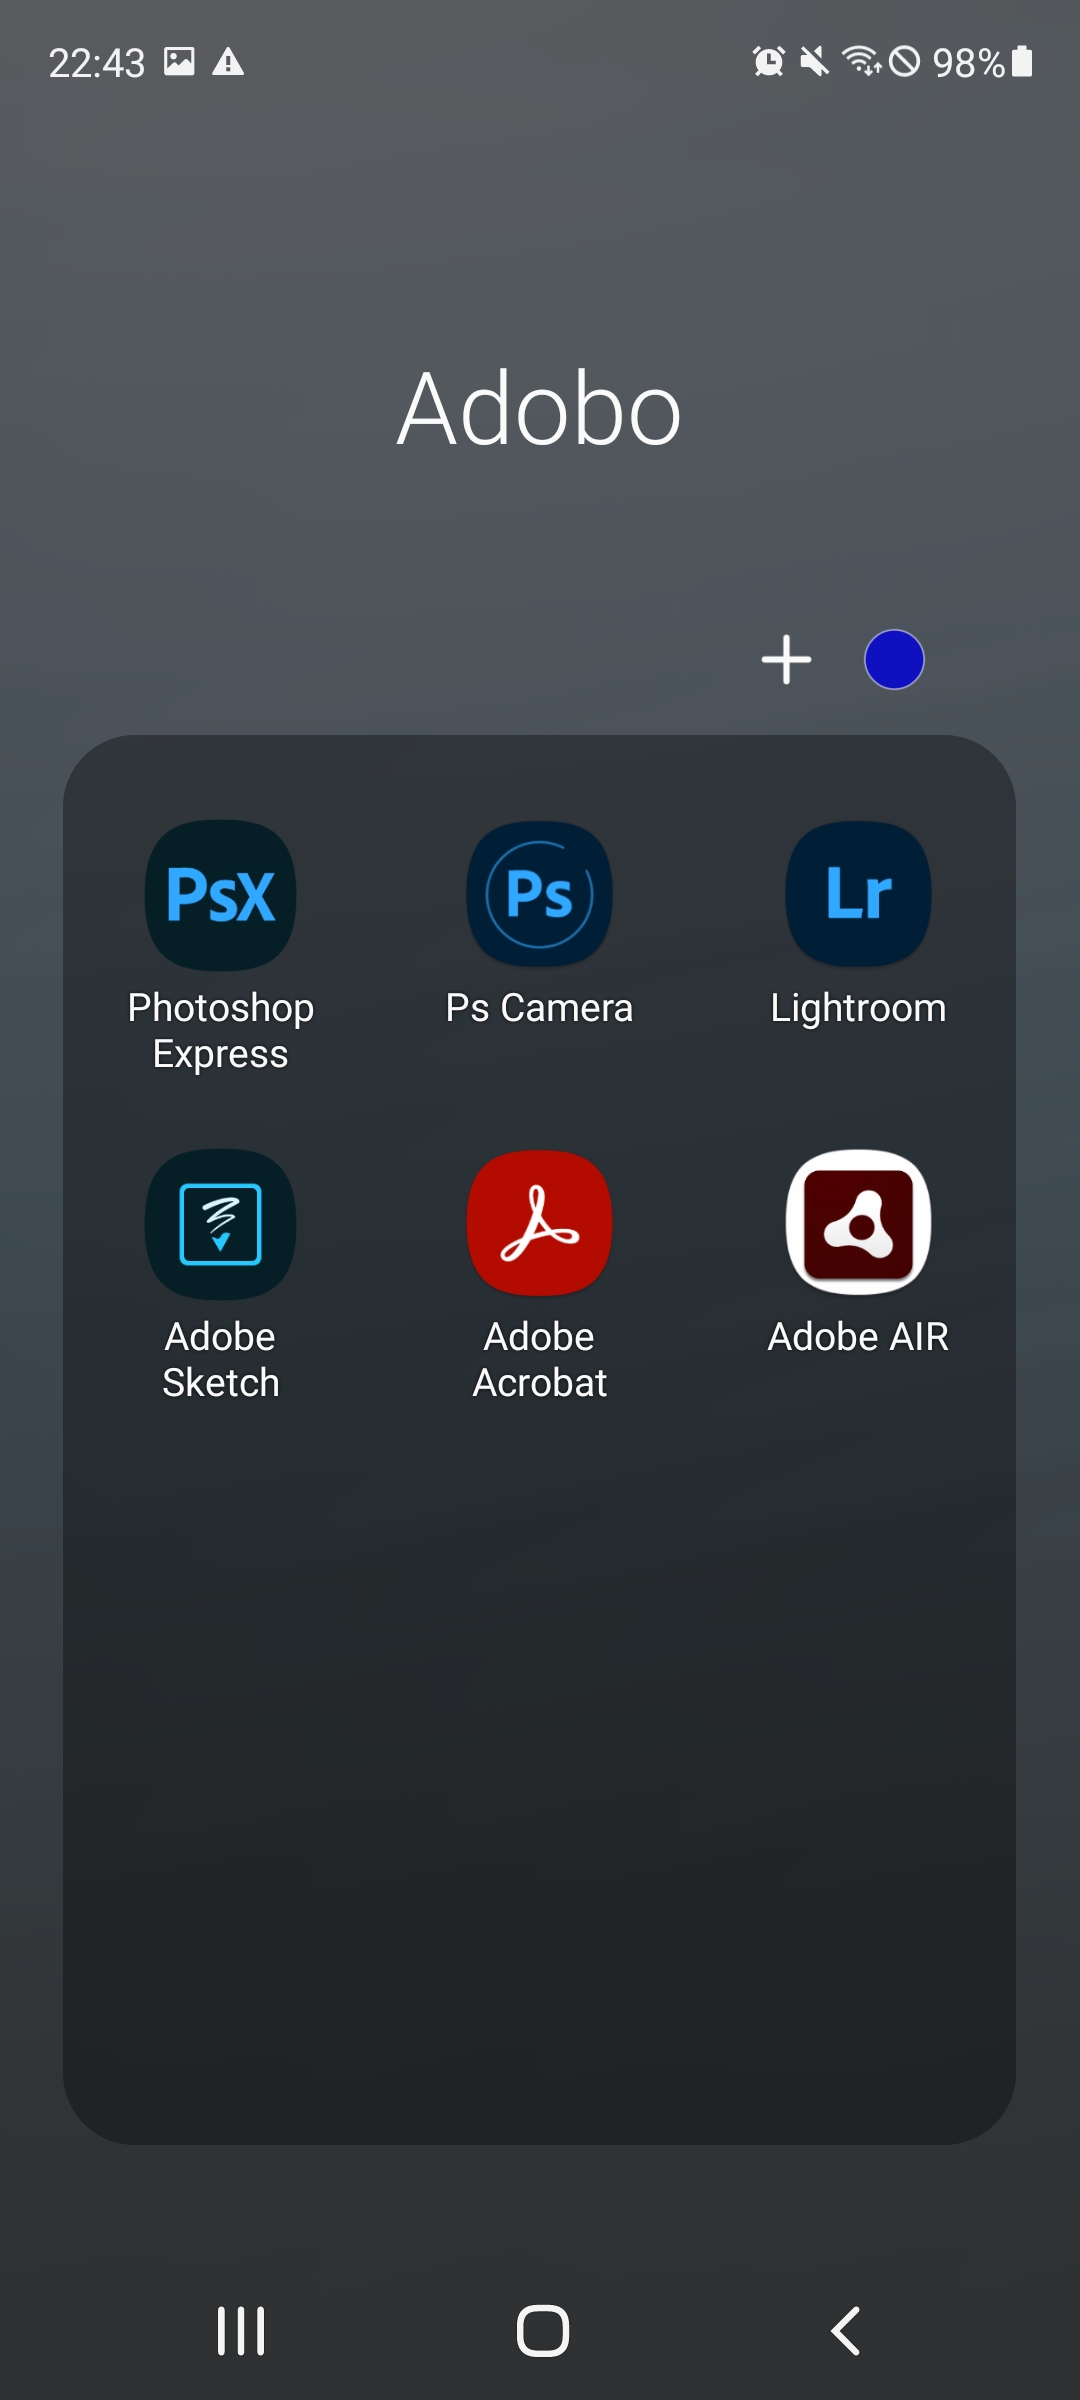 22:43
98%
Adobo
PsX
Ps
Lr
Photoshop
Express
Ps Camera
Lightroom
Adobe
Sketch
Adobe
Acrobat
Adobe AIR